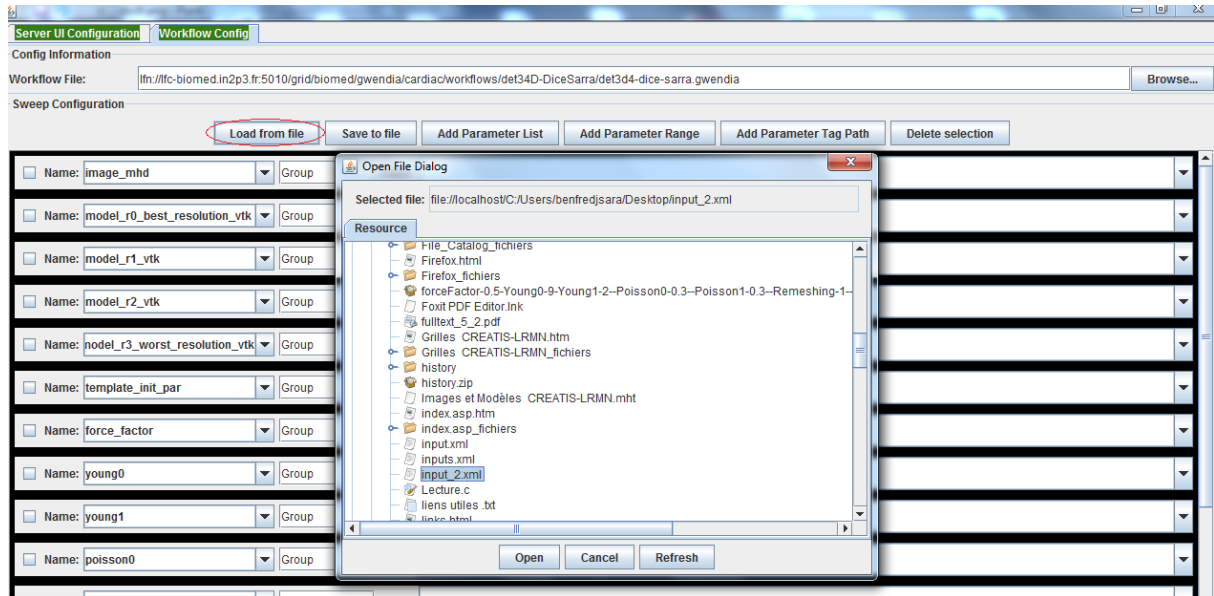 Server UI Configuration Workflow Config
Config Information
Workflow File: lfn://lfc-biomed.in2p3.fr:5010/grid/biomed/gwendia/cardiac/workflows/det34D-DiceSarra/det3d4-dice-sarra.gwendia Browse...
Sweep Configuration
Load from file Save to file Add Parameter List Add Parameter Range Add Parameter Tag Path Delete selection
Name: image_mhd Group
Name: model_r0_best_resolution_vtk Group
Name: model_r1_vtk Group
Name: model_r2_vtk Group
Name: nodel_r3_worst_resolution_vtk Group
Name: template_init_par Group
Name: force_factor Group
Name: young0 Group
Name: young1 Group
Name: poisson0 Group
Open File Dialog
Selected file: file://localhost/C:/Users/benfredjsara/Desktop/input_2.xml
Resource
File_Catalog_fichiers
Firefox.html
Firefox_fichiers
forceFactor-0.5-Young0-9-Young1-2--Poisson0-0.3--Poisson1-0.3--Remeshing-1--
Foxit PDF Editor.lnk
fulltext_5_2.pdf
Grilles CREATIS-LRMN.htm
Grilles CREATIS-LRMN_fichiers
history
history.zip
Images et Modèles CREATIS-LRMN.mht
index.asp.htm
index.asp_fichiers
input.xml
inputs.xml
input_2.xml
Lecture.c
liens utiles .txt
links.html
Open Cancel Refresh